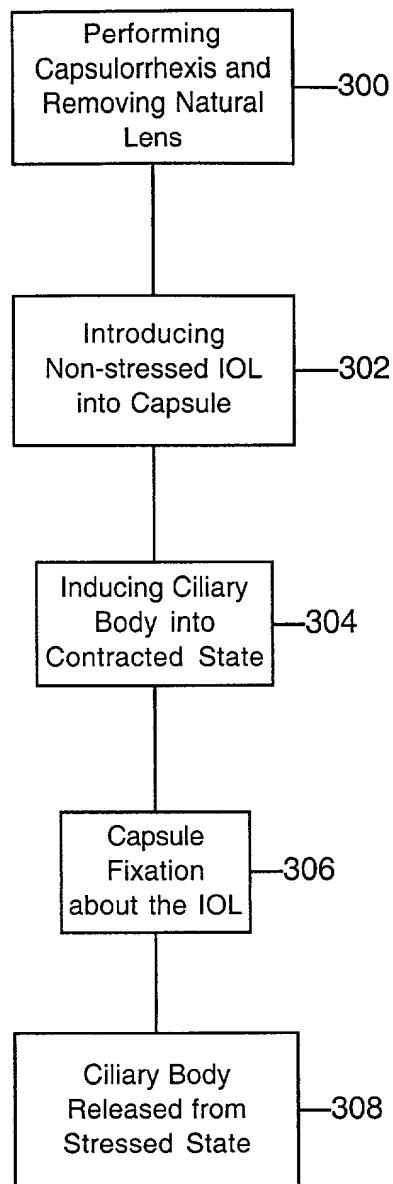 Performing
Capsulorrhexis and
Removing Natural
Lens
300
Introducing
Non-stressed IOL
into Capsule
302
Inducing Ciliary
Body into
Contracted State
304
Capsule
Fixation
about the IOL
306
Ciliary Body
Released from
Stressed State
308